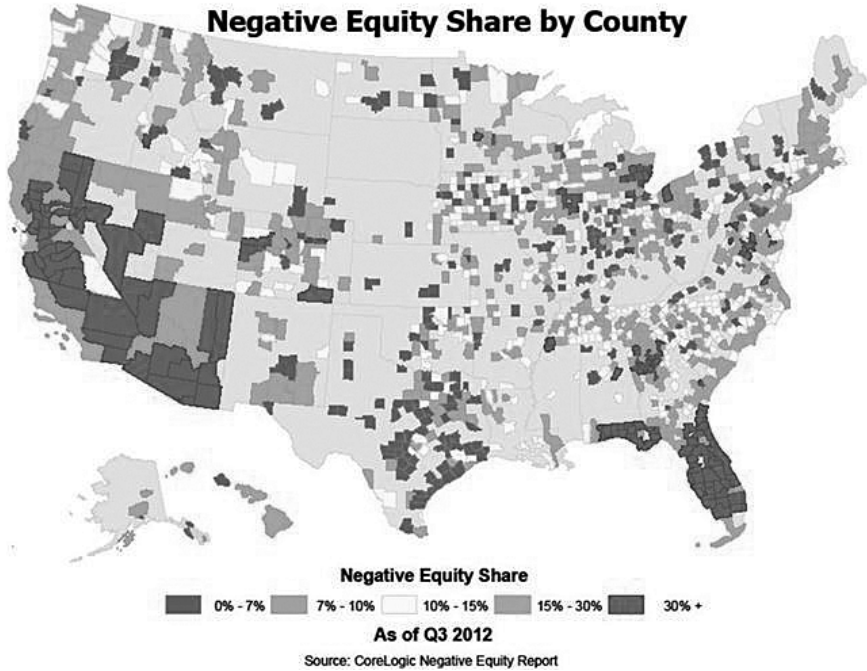 Negative Equity Share by County
Negative Equity Share
0% - 7% 7% - 10% 10% - 15% 15% - 30% 30% +
As of Q3 2012
Source: CoreLogic Negative Equity Report